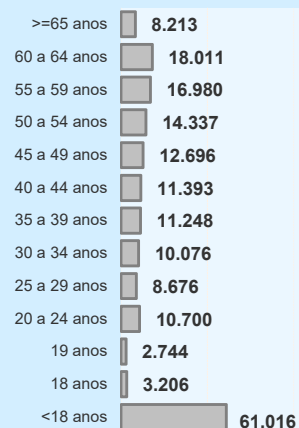 >=65 anos 8.213
60 a 64 anos 18.011
55 a 59 anos 16.980
50 a 54 anos 14.337
45 a 49 anos 12.696
40 a 44 anos 11.393
35 a 39 anos 11.248
30 a 34 anos 10.076
25 a 29 anos 8.676
20 a 24 anos 10.700
19 anos 2.744
18 anos 3.206
<18 anos 61.016